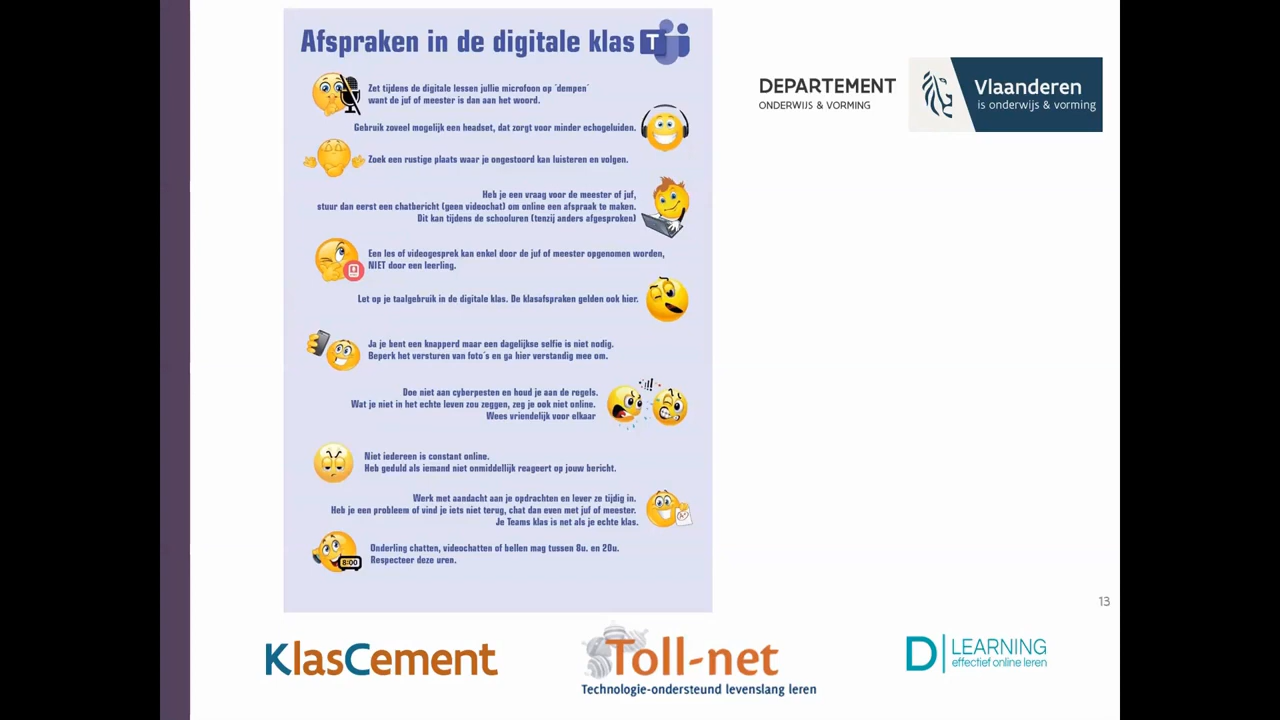 Afspraken in de digitale klas
T
Zet tijdens de digitale lessen jullie microfoon op ´dempen´
want de juf of meester is dan aan het woord.
Gebruik zoveel mogelijk een headset, dat zorgt voor minder echogeluiden.
Zoek een rustige plaats waar je ongestoord kan luisteren en volgen.
Heb je een vraag voor de meester of juf,
stuur dan eerst een chatbericht (geen videochat) om online een afspraak te maken.
Dit kan tijdens de schooluren (tenzij anders afgesproken)
Een les of videogesprek kan enkel door de juf of meester opgenomen worden,
NIET door een leerling.
Let op je taalgebruik in de digitale klas. De klasafspraken gelden ook hier.
Ja je bent een knapperd maar een dagelijkse selfie is niet nodig.
Beperk het versturen van foto´s en ga hier verstandig mee om.
Doe niet aan cyberpesten en houd je aan de regels.
Wat je niet in het echte leven zou zeggen, zeg je ook niet online.
Wees vriendelijk voor elkaar
!!!
Niet iedereen is constant online.
Heb geduld als iemand niet onmiddellijk reageert op jouw bericht.
Werk met aandacht aan je opdrachten en lever ze tijdig in.
Heb je een probleem of vind je iets niet terug, chat dan even met juf of meester.
Je Teams klas is net als je echte klas.
A+
Onderling chatten, videochatten of bellen mag tussen 8u. en 20u.
Respecteer deze uren.
8:00
DEPARTEMENT
ONDERWIJS & VORMING
Vlaanderen
is onderwijs & vorming
13
KlasCement
Toll-net
Technologie-ondersteund levenslang leren
D LEARNING
effectief online leren